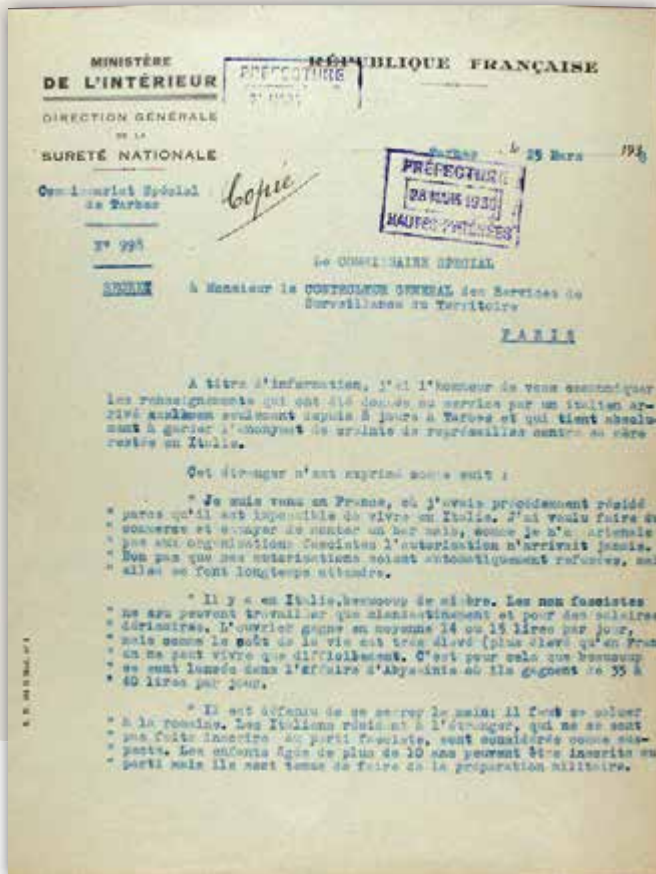 MINISTÈRE
DE L'INTÉRIEUR
RÉPUBLIQUE FRANÇAISE
PRÉFECTURE
DIRECTION GÉNÉRALE
DE LA
SURETÉ NATIONALE
Tarbes le 25 Mars 193
Commissariat Spécial
de Tarbes
Copie
PRÉFECTURE
28 MARS 193
HAUTES-PYRÉNÉES
N° 998
Le COMMISSAIRE SPECIAL
SECRET
à Monsieur le CONTROLEUR GENERAL des Services de
Surveillance du Territoire
PARIS
A titre d'information, j'ai l'honneur de vous communiquer
les renseignements qui ont été donnés au service par un italien ar-
rivé seulement depuis 8 jours à Tarbes et qui tient absolu-
ment à garder l'anonymat de crainte de représailles contre sa mère
restée en Italie.
Cet étranger s'est exprimé comme suit :
" Je suis venu en France, où j'avais précédemment résidé
" parce qu'il est impossible de vivre en Italie. J'ai voulu faire du
" commerce et essayer de monter un bar mais, comme je n'
" pas aux organisations fascistes l'autorisation n'arrivait jamais.
" Non pas que ces autorisations soient automatiquement refusées, mai
" elles se font longtemps attendre.
" Il y a en Italie, beaucoup de misère. Les non fascistes
" ne peuvent travailler que clandestinement et pour des salaires
" dérisoires. L'ouvrier gagne en moyenne 14 ou 15 lires par jour,
" mais comme le coût de la vie est très élevé (plus élevé qu'en Fran
" on ne peut vivre que difficilement. C'est pour cela que beaucoup
" se sont lancés dans l'affaire d'Abyssinie où ils gagnent de 35 à
" 40 lires par jour.
" Il est défendu de se serrer la main; il faut se saluer
" à la romaine. Les Italiens résidant à l'étranger, qui ne se sont
" pas faits inscrire au parti fasciste, sont considérés comme sus-
" pects. Les enfants âgés de plus de 10 ans peuvent être inscrits au
" parti mais ils sont tenus de faire de la préparation militaire.